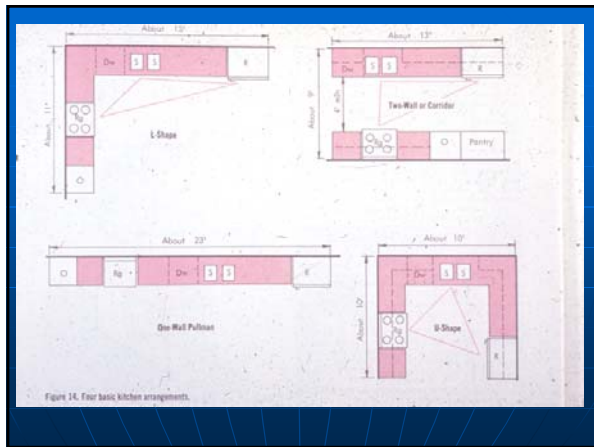 About 15'
Dw
S S
R
About 11'
Rg
O
L-Shape
About 13'
Dw
S S
R
About 9'
4' min
Two-Wall or Corridor
Rg
O
Pantry
About 23'
O
Rg
Dw
S S
R
One-Wall Pullman
About 10'
Dw
S S
About 10'
Rg
R
U-Shape
Figure 14. Four basic kitchen arrangements.